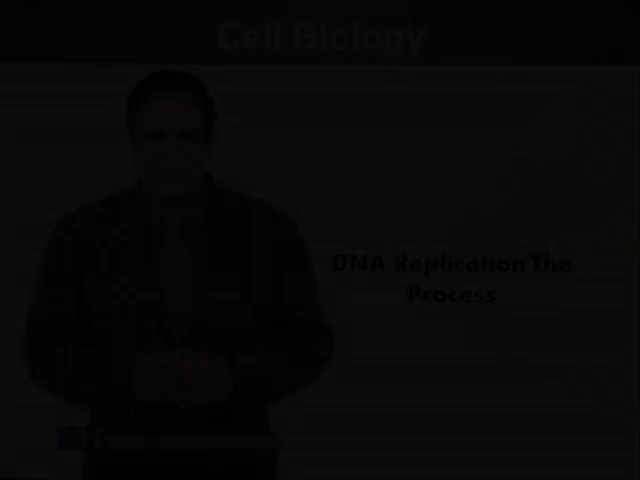 Cell Biology
DNA Replication The
Process